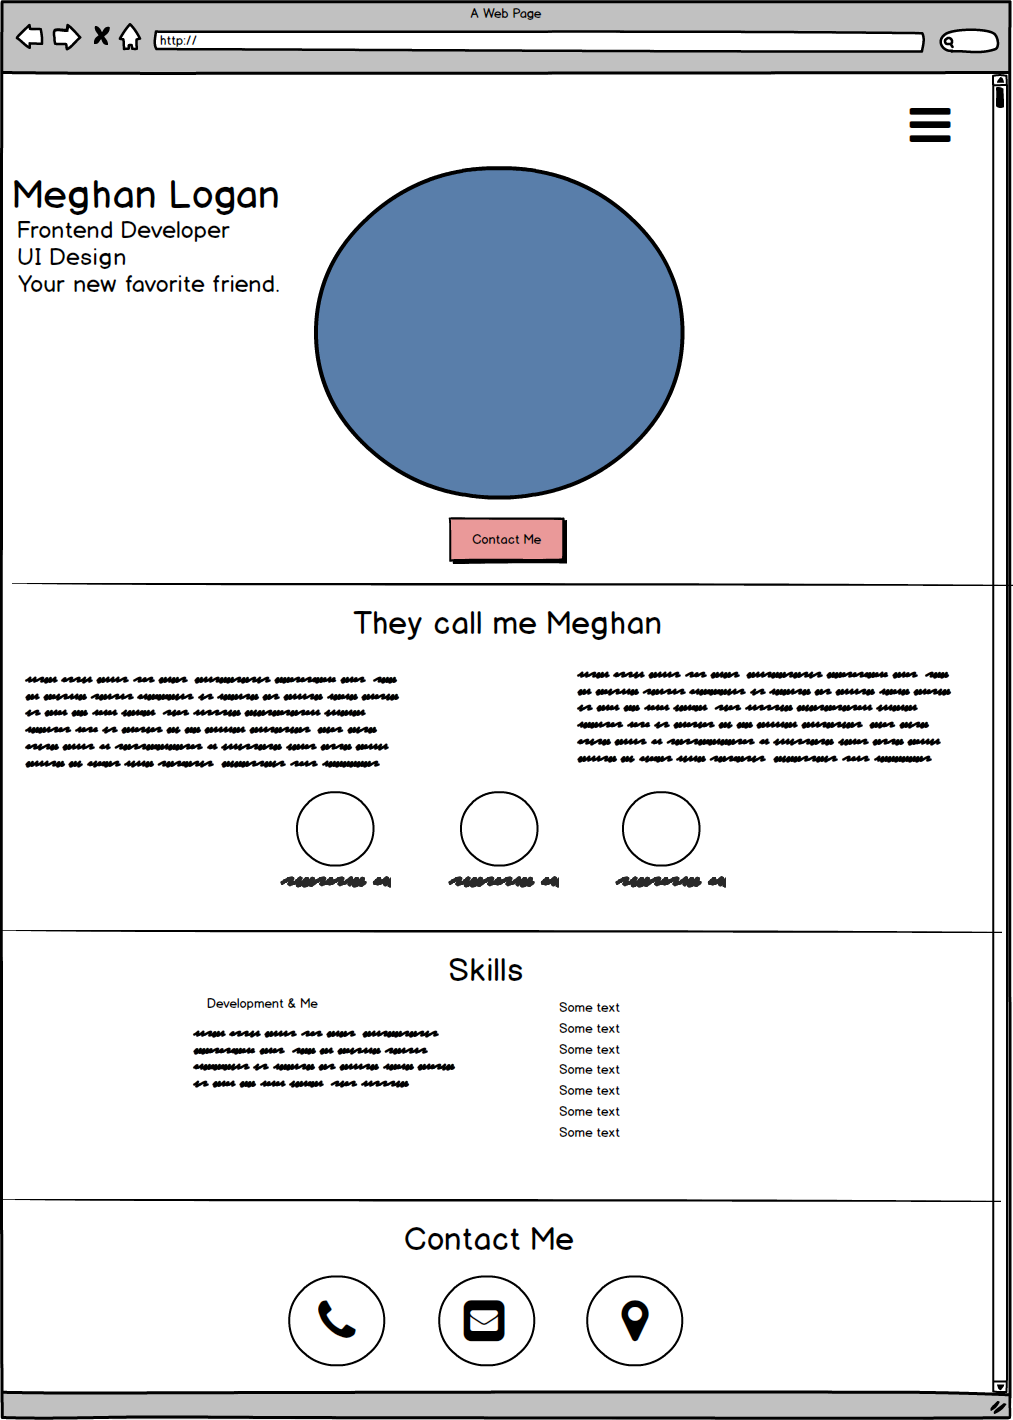 A Web Page
http://
Meghan Logan
Frontend Developer
UI Design
Your new favorite friend.
Contact Me
They call me Meghan
Skills
Development & Me
Some text
Some text
Some text
Some text
Some text
Some text
Some text
Contact Me